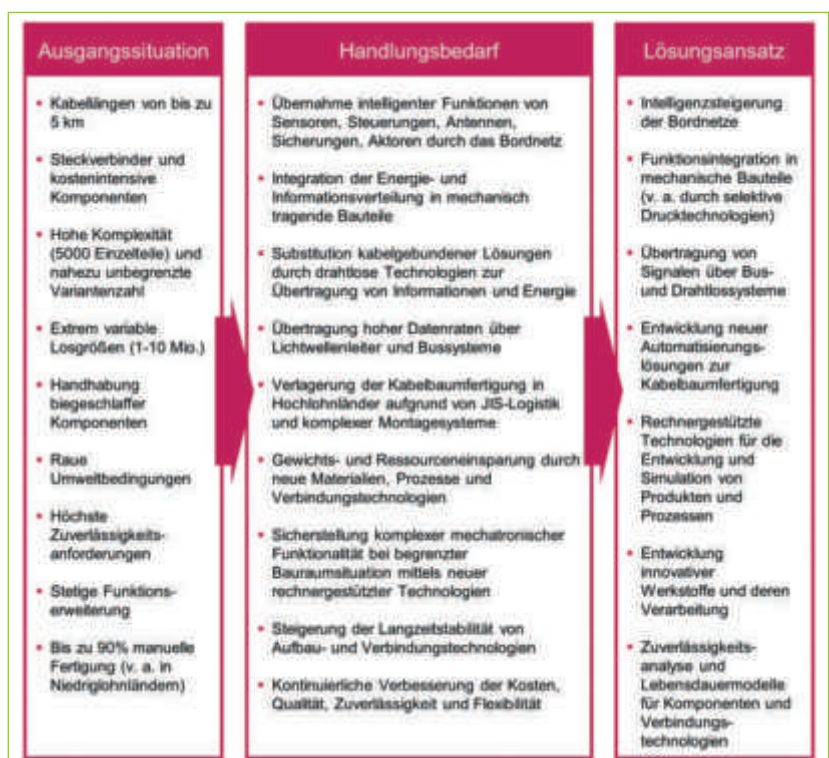 Ausgangssituation
• Kabellängen von bis zu
5 km
• Steckverbinder und
kostenintensive
Komponenten
• Hohe Komplexität
(5000 Einzelteile) und
nahezu unbegrenzte
Variantenzahl
• Extrem variable
Losgrößen (1-10 Mio.)
• Handhabung
biegeschlaffer
Komponenten
• Raue
Umweltbedingungen
• Höchste
Zuverlässigkeits-
anforderungen
• Stetige Funktions-
erweiterung
• Bis zu 90% manuelle
Fertigung (v. a. in
Niedriglohnländern)
Handlungsbedarf
• Übernahme intelligenter Funktionen von
Sensoren, Steuerungen, Antennen,
Sicherungen, Aktoren durch das Bordnetz
• Integration der Energie- und
Informationsverteilung in mechanisch
tragende Bauteile
• Substitution kabelgebundener Lösungen
durch drahtlose Technologien zur
Übertragung von Informationen und Energie
• Übertragung hoher Datenraten über
Lichtwellenleiter und Bussysteme
• Verlagerung der Kabelbaumfertigung in
Hochlohnländer aufgrund von JIS-Logistik
und komplexer Montagesysteme
• Gewichts- und Ressourceneinsparung durch
neue Materialien, Prozesse und
Verbindungstechnologien
• Sicherstellung komplexer mechatronischer
Funktionalität bei begrenzter
Bauraumsituation mittels neuer
rechnergestützter Technologien
• Steigerung der Langzeitstabilität von
Aufbau- und Verbindungstechnologien
• Kontinuierliche Verbesserung der Kosten,
Qualität, Zuverlässigkeit und Flexibilität
Lösungsansatz
• Intelligenzsteigerung
der Bordnetze
• Funktionsintegration in
mechanische Bauteile
(v. a. durch selektive
Drucktechnologien)
• Übertragung von
Signalen über Bus-
und Drahtlossysteme
• Entwicklung neuer
Automatisierungs-
lösungen zur
Kabelbaumfertigung
• Rechnergestützte
Technologien für die
Entwicklung und
Simulation von
Produkten und
Prozessen
• Entwicklung
innovativer
Werkstoffe und deren
Verarbeitung
• Zuverlässigkeits-
analyse und
Lebensdauermodelle
für Komponenten und
Verbindungs-
technologien